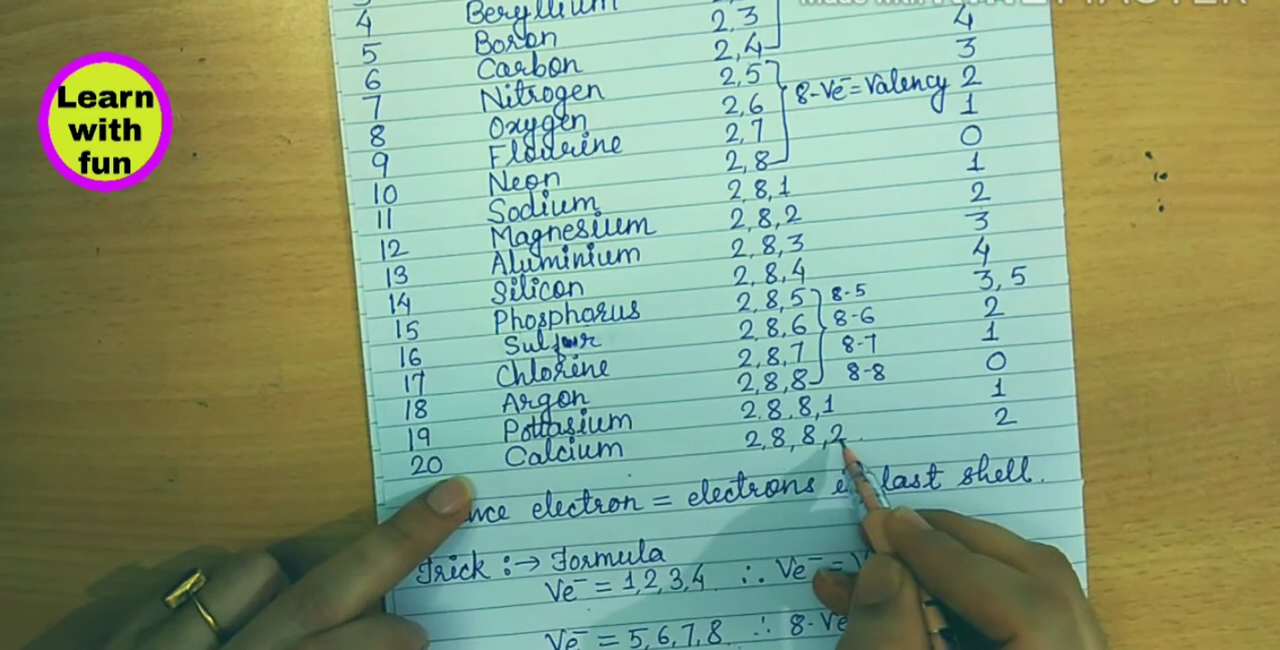 Learn
with
fun
4 Beryllium
5 Boron 2,3 4
6 Carbon 2,4 3
7 Nitrogen 2,5 8-Ve⁻ = Valency 2
8 Oxygen 2,6 1
9 Flourine 2,7 0
10 Neon 2,8 1
11 Sodium 2,8,1 2
12 Magnesium 2,8,2 3
13 Aluminium 2,8,3 4
14 Silicon 2,8,4 3,5
15 Phosphorus 2,8,5 8-5 2
16 Sulfur 2,8,6 8-6 1
17 Chlorine 2,8,7 8-7 0
18 Argon 2,8,8 8-8 1
19 Pottasium 2.8.8,1 2
20 Calcium 2,8,8,2
nce electron = electrons last shell.
Trick :→ Formula
Ve⁻ = 1,2,3,4 ∴ Ve⁻ =
Ve⁻ = 5,6,7,8 ∴ 8-Ve